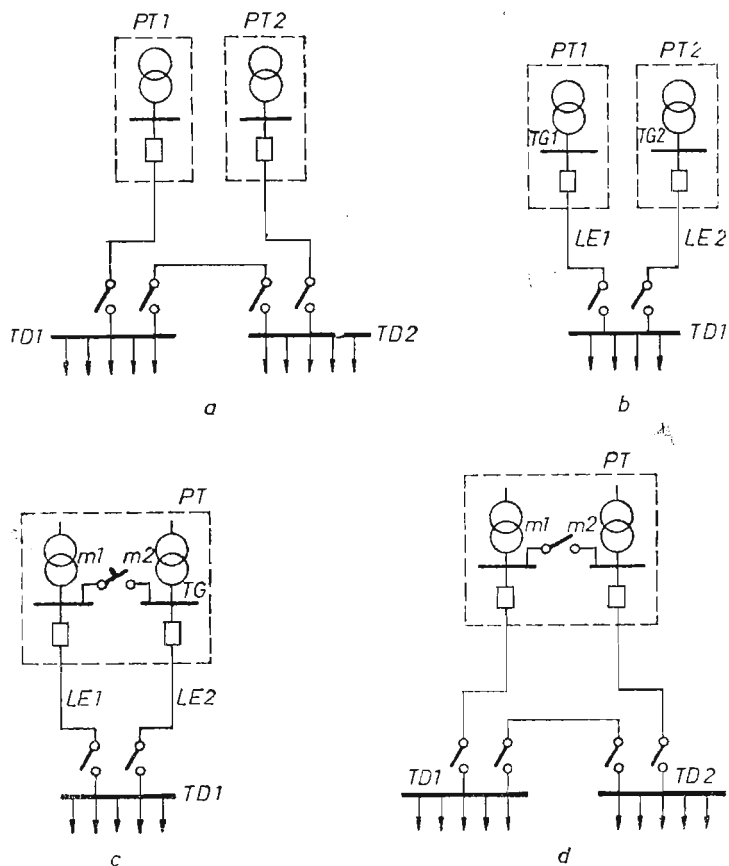 PT1 PT2
TD1 TD2
a
PT1 PT2
TG1 TG2
LE1 LE2
TD1
b
PT
m1 m2
TG
LE1 LE2
TD1
c
PT
m1 m2
TD1 TD2
d